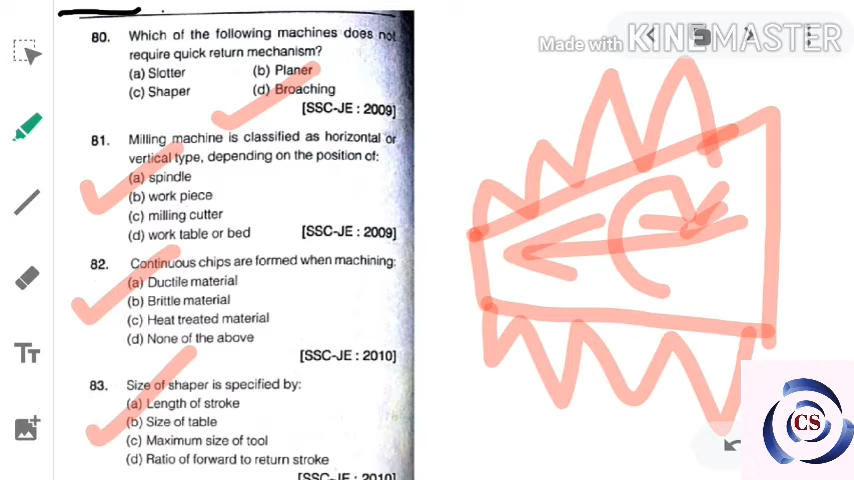 80. Which of the following machines does not
require quick return mechanism?
(a) Slotter (b) Planer
(c) Shaper (d) Broaching
[SSC-JE : 2009]
81. Milling machine is classified as horizontal or
vertical type, depending on the position of:
(a) spindle
(b) work piece
(c) milling cutter
(d) work table or bed [SSC-JE : 2009]
82. Continuous chips are formed when machining:
(a) Ductile material
(b) Brittle material
(c) Heat treated material
(d) None of the above
[SSC-JE : 2010]
83. Size of shaper is specified by:
(a) Length of stroke
(b) Size of table
(c) Maximum size of tool
(d) Ratio of forward to return stroke
[SSC-JE : 2010]
Made with KINEMASTER
TT
CS